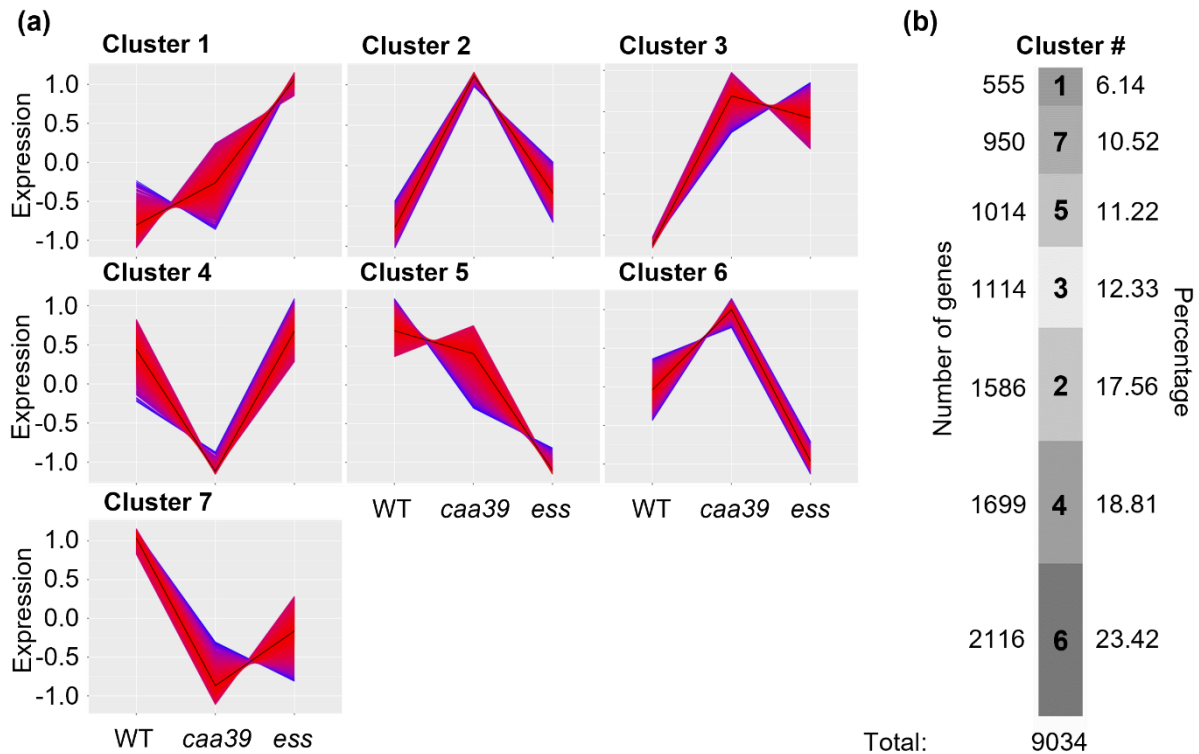 (a)
Cluster 1
Cluster 2
Cluster 3
Expression
1.0
0.5
0.0
-0.5
-1.0
Cluster 4
Cluster 5
Cluster 6
Expression
1.0
0.5
0.0
-0.5
-1.0
WT caa39 ess
WT caa39 ess
Cluster 7
Expression
1.0
0.5
0.0
-0.5
-1.0
WT caa39 ess
(b)
Cluster #
Number of genes
Percentage
555 1 6.14
950 7 10.52
1014 5 11.22
1114 3 12.33
1586 2 17.56
1699 4 18.81
2116 6 23.42
Total: 9034